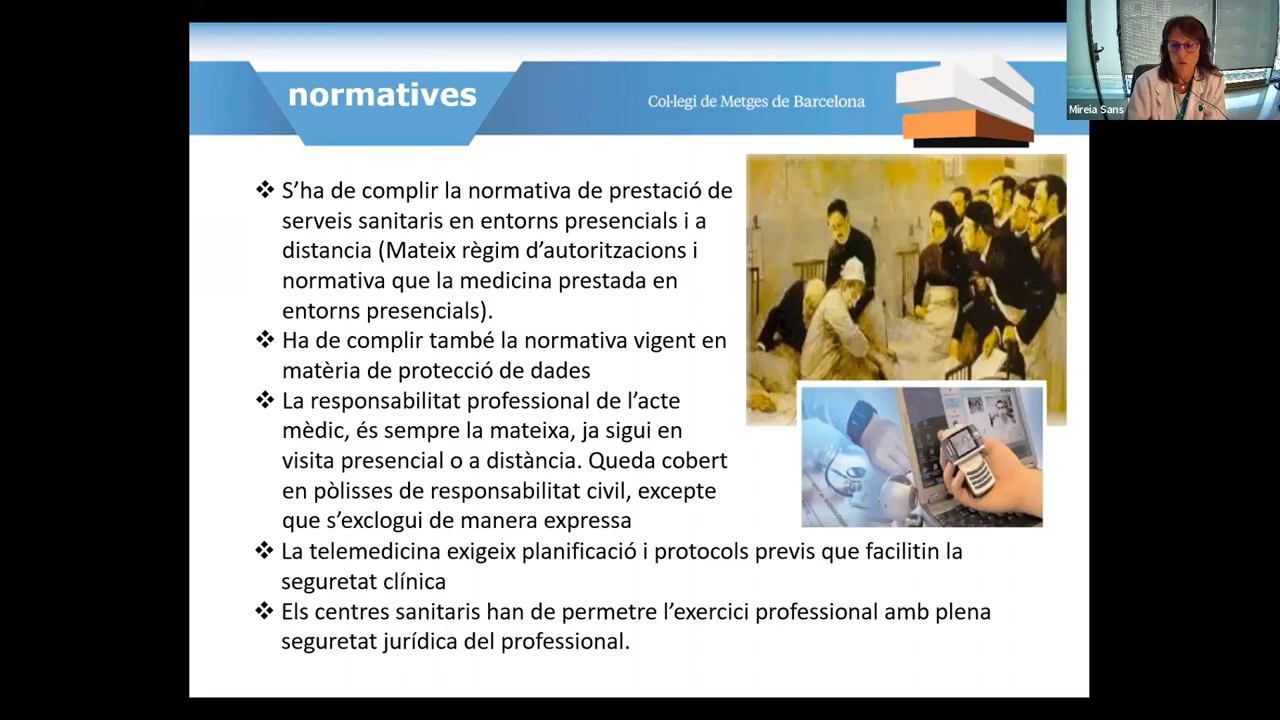 normatives
Col·legi de Metges de Barcelona
Mireia Sans
❖ S’ha de complir la normativa de prestació de
serveis sanitaris en entorns presencials i a
distancia (Mateix règim d’autoritzacions i
normativa que la medicina prestada en
entorns presencials).
❖ Ha de complir també la normativa vigent en
matèria de protecció de dades
❖ La responsabilitat professional de l’acte
mèdic, és sempre la mateixa, ja sigui en
visita presencial o a distància. Queda cobert
en pòlisses de responsabilitat civil, excepte
que s’exclogui de manera expressa
❖ La telemedicina exigeix planificació i protocols previs que facilitin la
seguretat clínica
❖ Els centres sanitaris han de permetre l’exercici professional amb plena
seguretat jurídica del professional.